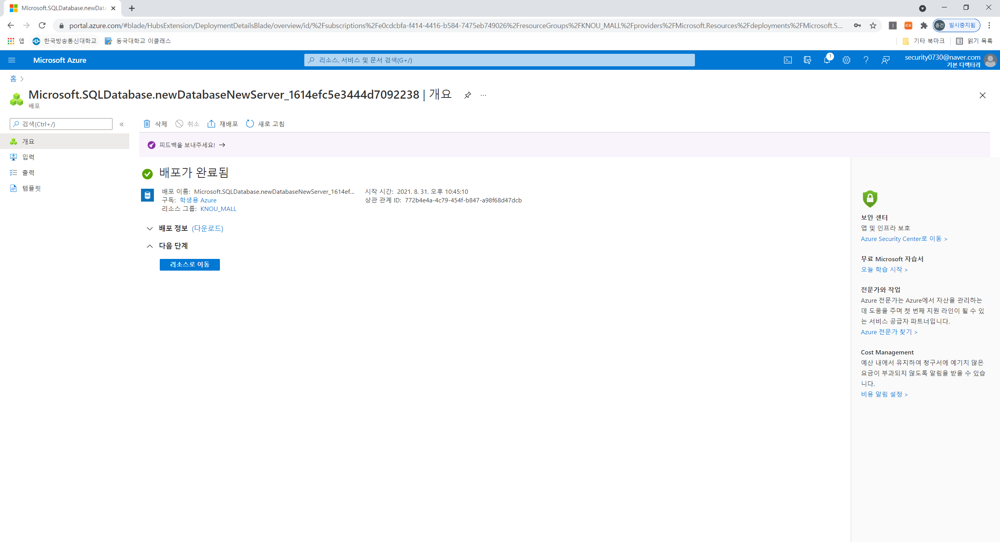 Microsoft.SQLDatabase.newData
portal.azure.com/#blade/HubsExtension/DeploymentDetailsBlade/overview/id/%2Fsubscriptions%2Fe0cdcbfa-f414-4416-b584-7475eb749026%2FresourceGroups%2FKNOU_MALL%2Fproviders%2FMicrosoft.Resources%2Fdeployments%2FMicrosoft.S...
EX
충건
일시중지됨
앱
한국방송통신대학교
동국대학교 이클래스
기타 북마크
읽기 목록
Microsoft Azure
리소스, 서비스 및 문서 검색(G+/)
1
security0730@naver.com
기본 디렉터리
홈 >
Microsoft.SQLDatabase.newDatabaseNewServer_1614efc5e3444d7092238 | 개요
배포
검색(Ctrl+/)
«
삭제
취소
재배포
새로 고침
개요
입력
출력
템플릿
피드백을 보내주세요! →
배포가 완료됨
SQL
배포 이름: Microsoft.SQLDatabase.newDatabaseNewServer_1614ef...
구독: 학생용 Azure
리소스 그룹: KNOU_MALL
시작 시간: 2021. 8. 31. 오후 10:45:10
상관 관계 ID: 772b4e4a-4c79-454f-b847-a98f68d47dcb
배포 정보 (다운로드)
다음 단계
리소스로 이동
보안 센터
앱 및 인프라 보호
Azure Security Center로 이동 >
무료 Microsoft 자습서
오늘 학습 시작 >
전문가와 작업
Azure 전문가는 Azure에서 자산을 관리하는
데 도움을 주며 첫 번째 지원 라인이 될 수 있
는 서비스 공급자 파트너입니다.
Azure 전문가 찾기 >
Cost Management
예산 내에서 유지하여 청구서에 예기치 않은
요금이 부과되지 않도록 알림을 받을 수 있습
니다.
비용 알림 설정 >